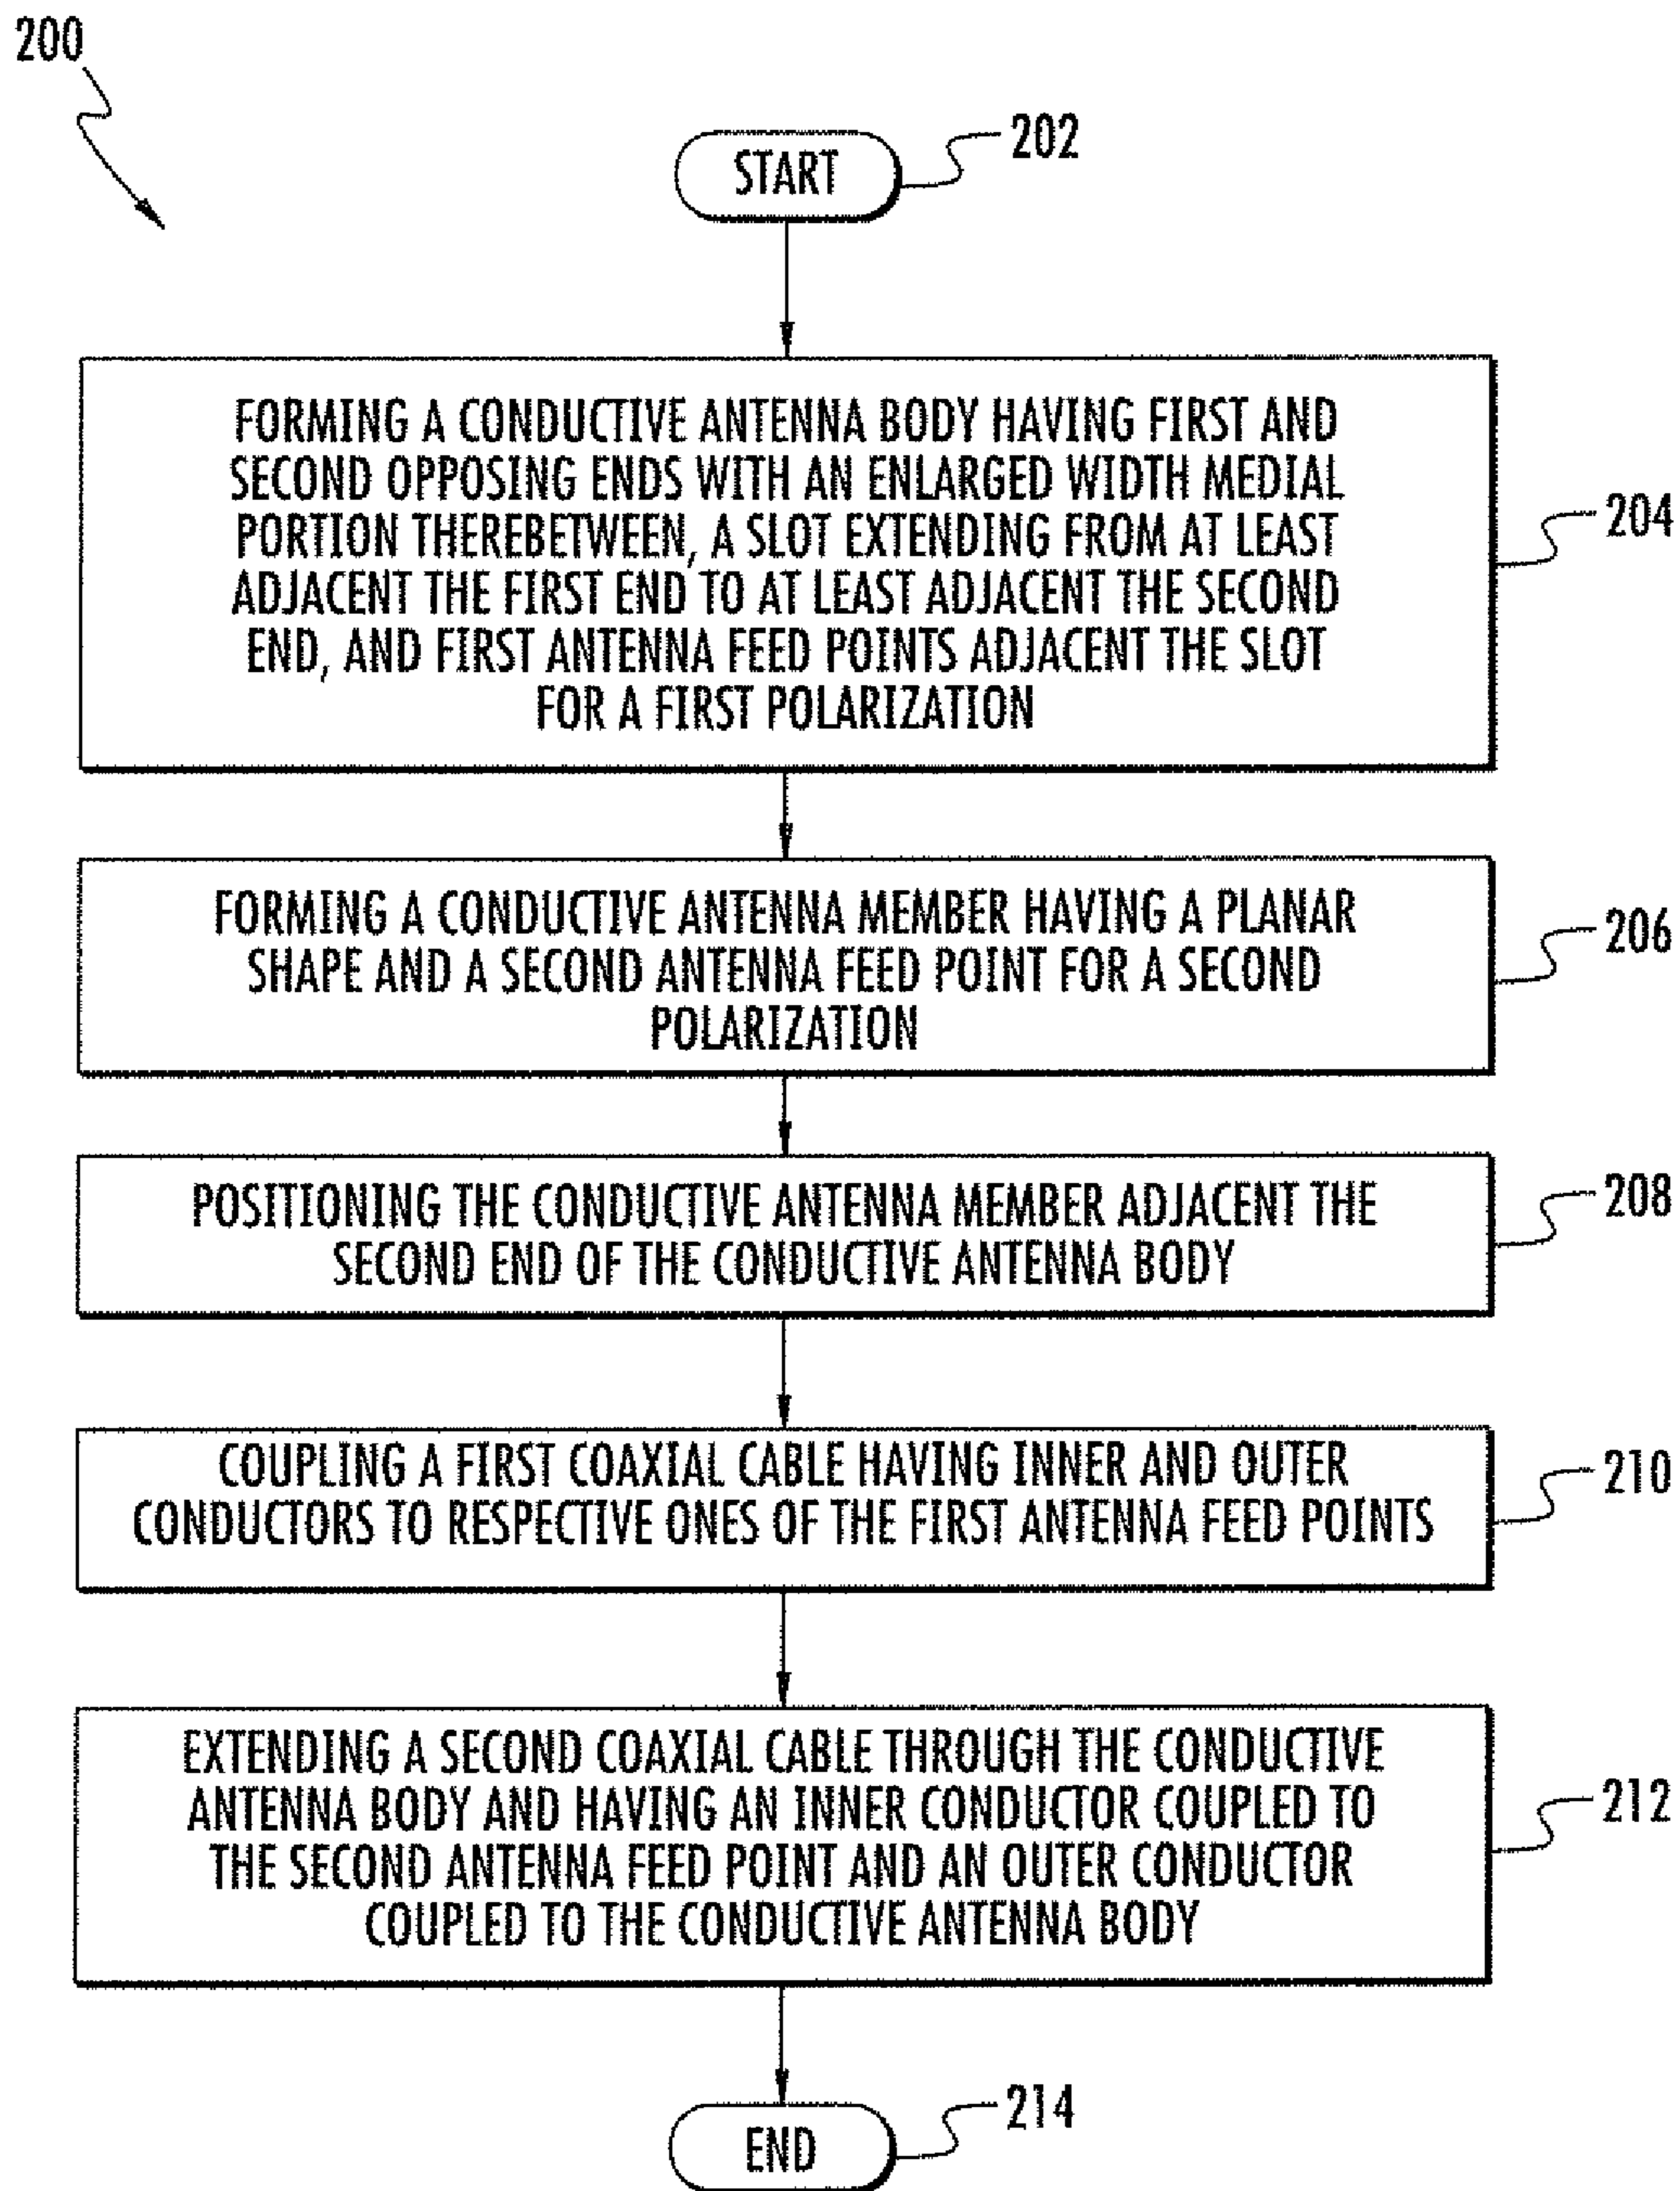 200
START
202
FORMING A CONDUCTIVE ANTENNA BODY HAVING FIRST AND
SECOND OPPOSING ENDS WITH AN ENLARGED WIDTH MEDIAL
PORTION THEREBETWEEN, A SLOT EXTENDING FROM AT LEAST
ADJACENT THE FIRST END TO AT LEAST ADJACENT THE SECOND
END, AND FIRST ANTENNA FEED POINTS ADJACENT THE SLOT
FOR A FIRST POLARIZATION
204
FORMING A CONDUCTIVE ANTENNA MEMBER HAVING A PLANAR
SHAPE AND A SECOND ANTENNA FEED POINT FOR A SECOND
POLARIZATION
206
POSITIONING THE CONDUCTIVE ANTENNA MEMBER ADJACENT THE
SECOND END OF THE CONDUCTIVE ANTENNA BODY
208
COUPLING A FIRST COAXIAL CABLE HAVING INNER AND OUTER
CONDUCTORS TO RESPECTIVE ONES OF THE FIRST ANTENNA FEED POINTS
210
EXTENDING A SECOND COAXIAL CABLE THROUGH THE CONDUCTIVE
ANTENNA BODY AND HAVING AN INNER CONDUCTOR COUPLED TO
THE SECOND ANTENNA FEED POINT AND AN OUTER CONDUCTOR
COUPLED TO THE CONDUCTIVE ANTENNA BODY
212
END
214